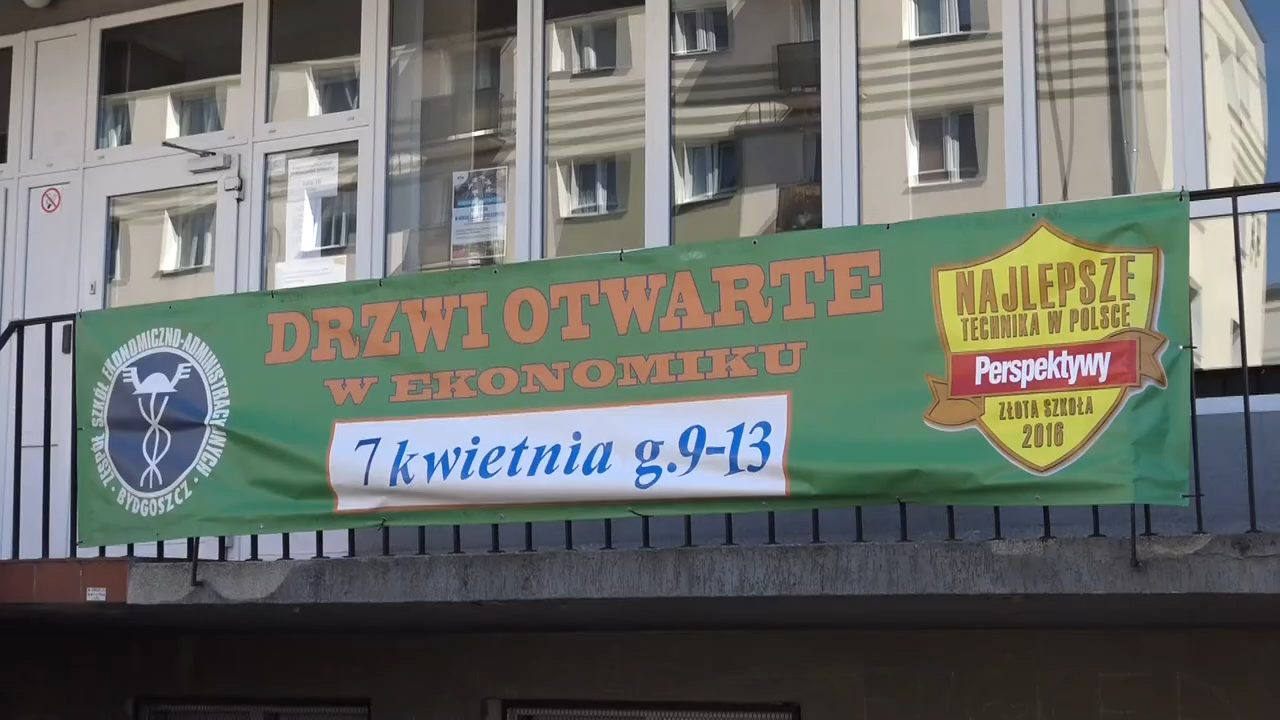 ZESPÓŁ SZKÓŁ EKONOMICZNO-ADMINISTRACYJNYCH
· BYDGOSZCZ ·
DRZWI OTWARTE
W EKONOMIKU
7 kwietnia g.9-13
NAJLEPSZE
TECHNIKA W POLSCE
Perspektywy
ZŁOTA SZKOŁA
2016